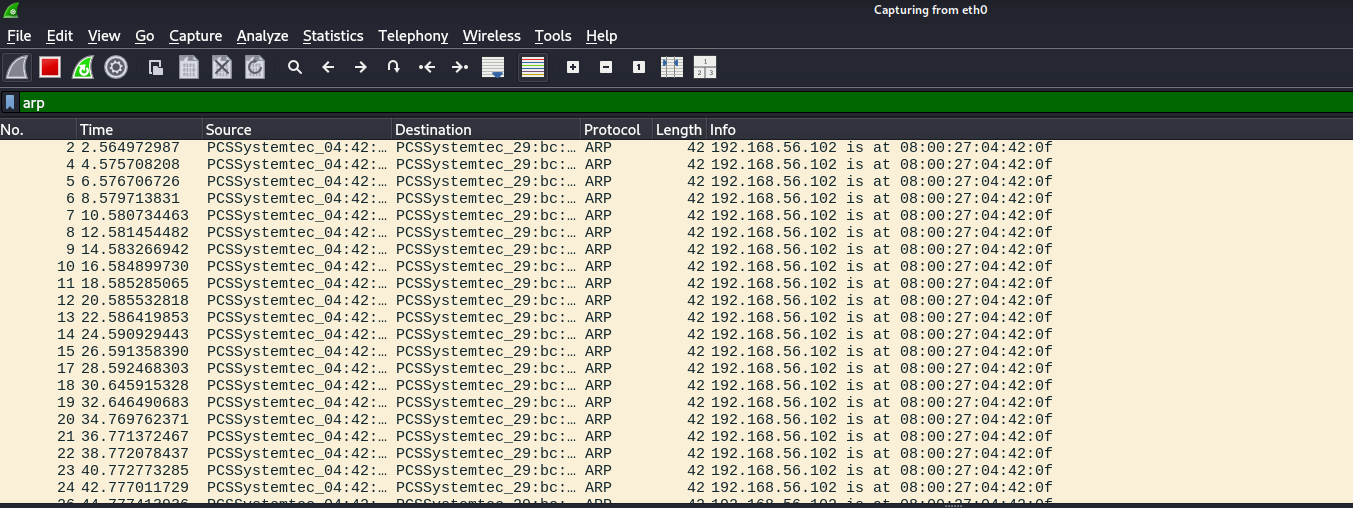 Capturing from eth0
File Edit View Go Capture Analyze Statistics Telephony Wireless Tools Help
arp
No. Time Source Destination Protocol Length Info
2 2.564972987 PCSSystemtec_04:42:… PCSSystemtec_29:bc:… ARP 42 192.168.56.102 is at 08:00:27:04:42:0f
4 4.575708208 PCSSystemtec_04:42:… PCSSystemtec_29:bc:… ARP 42 192.168.56.102 is at 08:00:27:04:42:0f
5 6.576706726 PCSSystemtec_04:42:… PCSSystemtec_29:bc:… ARP 42 192.168.56.102 is at 08:00:27:04:42:0f
6 8.579713831 PCSSystemtec_04:42:… PCSSystemtec_29:bc:… ARP 42 192.168.56.102 is at 08:00:27:04:42:0f
7 10.580734463 PCSSystemtec_04:42:… PCSSystemtec_29:bc:… ARP 42 192.168.56.102 is at 08:00:27:04:42:0f
8 12.581454482 PCSSystemtec_04:42:… PCSSystemtec_29:bc:… ARP 42 192.168.56.102 is at 08:00:27:04:42:0f
9 14.583266942 PCSSystemtec_04:42:… PCSSystemtec_29:bc:… ARP 42 192.168.56.102 is at 08:00:27:04:42:0f
10 16.584899730 PCSSystemtec_04:42:… PCSSystemtec_29:bc:… ARP 42 192.168.56.102 is at 08:00:27:04:42:0f
11 18.585285065 PCSSystemtec_04:42:… PCSSystemtec_29:bc:… ARP 42 192.168.56.102 is at 08:00:27:04:42:0f
12 20.585532818 PCSSystemtec_04:42:… PCSSystemtec_29:bc:… ARP 42 192.168.56.102 is at 08:00:27:04:42:0f
13 22.586419853 PCSSystemtec_04:42:… PCSSystemtec_29:bc:… ARP 42 192.168.56.102 is at 08:00:27:04:42:0f
14 24.590929443 PCSSystemtec_04:42:… PCSSystemtec_29:bc:… ARP 42 192.168.56.102 is at 08:00:27:04:42:0f
15 26.591358390 PCSSystemtec_04:42:… PCSSystemtec_29:bc:… ARP 42 192.168.56.102 is at 08:00:27:04:42:0f
17 28.592468303 PCSSystemtec_04:42:… PCSSystemtec_29:bc:… ARP 42 192.168.56.102 is at 08:00:27:04:42:0f
18 30.645915328 PCSSystemtec_04:42:… PCSSystemtec_29:bc:… ARP 42 192.168.56.102 is at 08:00:27:04:42:0f
19 32.646490683 PCSSystemtec_04:42:… PCSSystemtec_29:bc:… ARP 42 192.168.56.102 is at 08:00:27:04:42:0f
20 34.769762371 PCSSystemtec_04:42:… PCSSystemtec_29:bc:… ARP 42 192.168.56.102 is at 08:00:27:04:42:0f
21 36.771372467 PCSSystemtec_04:42:… PCSSystemtec_29:bc:… ARP 42 192.168.56.102 is at 08:00:27:04:42:0f
22 38.772078437 PCSSystemtec_04:42:… PCSSystemtec_29:bc:… ARP 42 192.168.56.102 is at 08:00:27:04:42:0f
23 40.772773285 PCSSystemtec_04:42:… PCSSystemtec_29:bc:… ARP 42 192.168.56.102 is at 08:00:27:04:42:0f
24 42.777011729 PCSSystemtec_04:42:… PCSSystemtec_29:bc:… ARP 42 192.168.56.102 is at 08:00:27:04:42:0f